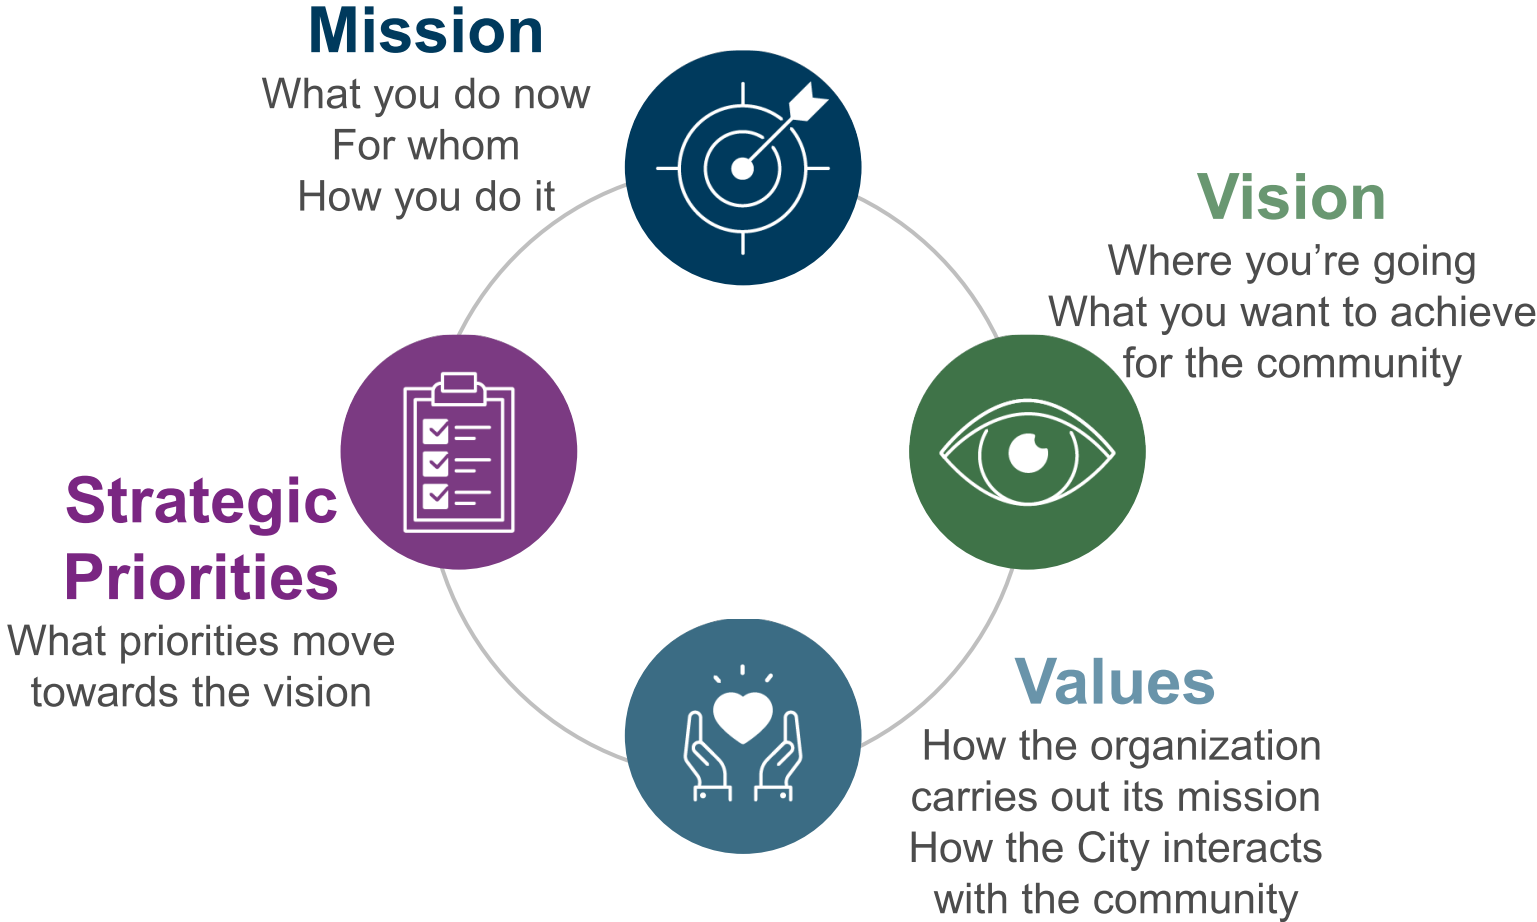 Mission
What you do now
For whom
How you do it
Vision
Where you’re going
What you want to achieve
for the community
Strategic
Priorities
What priorities move
towards the vision
Values
How the organization
carries out its mission
How the City interacts
with the community